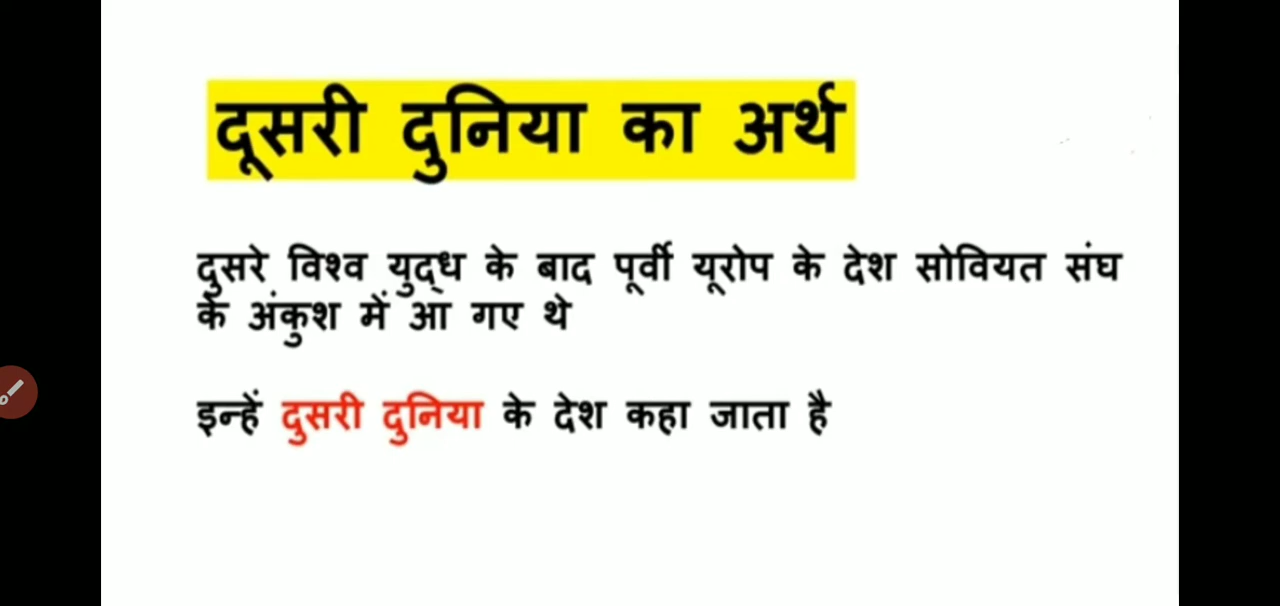 दूसरी दुनिया का अर्थ
दुसरे विश्व युद्ध के बाद पूर्वी यूरोप के देश सोवियत संघ
के अंकुश में आ गए थे
इन्हें दुसरी दुनिया के देश कहा जाता है